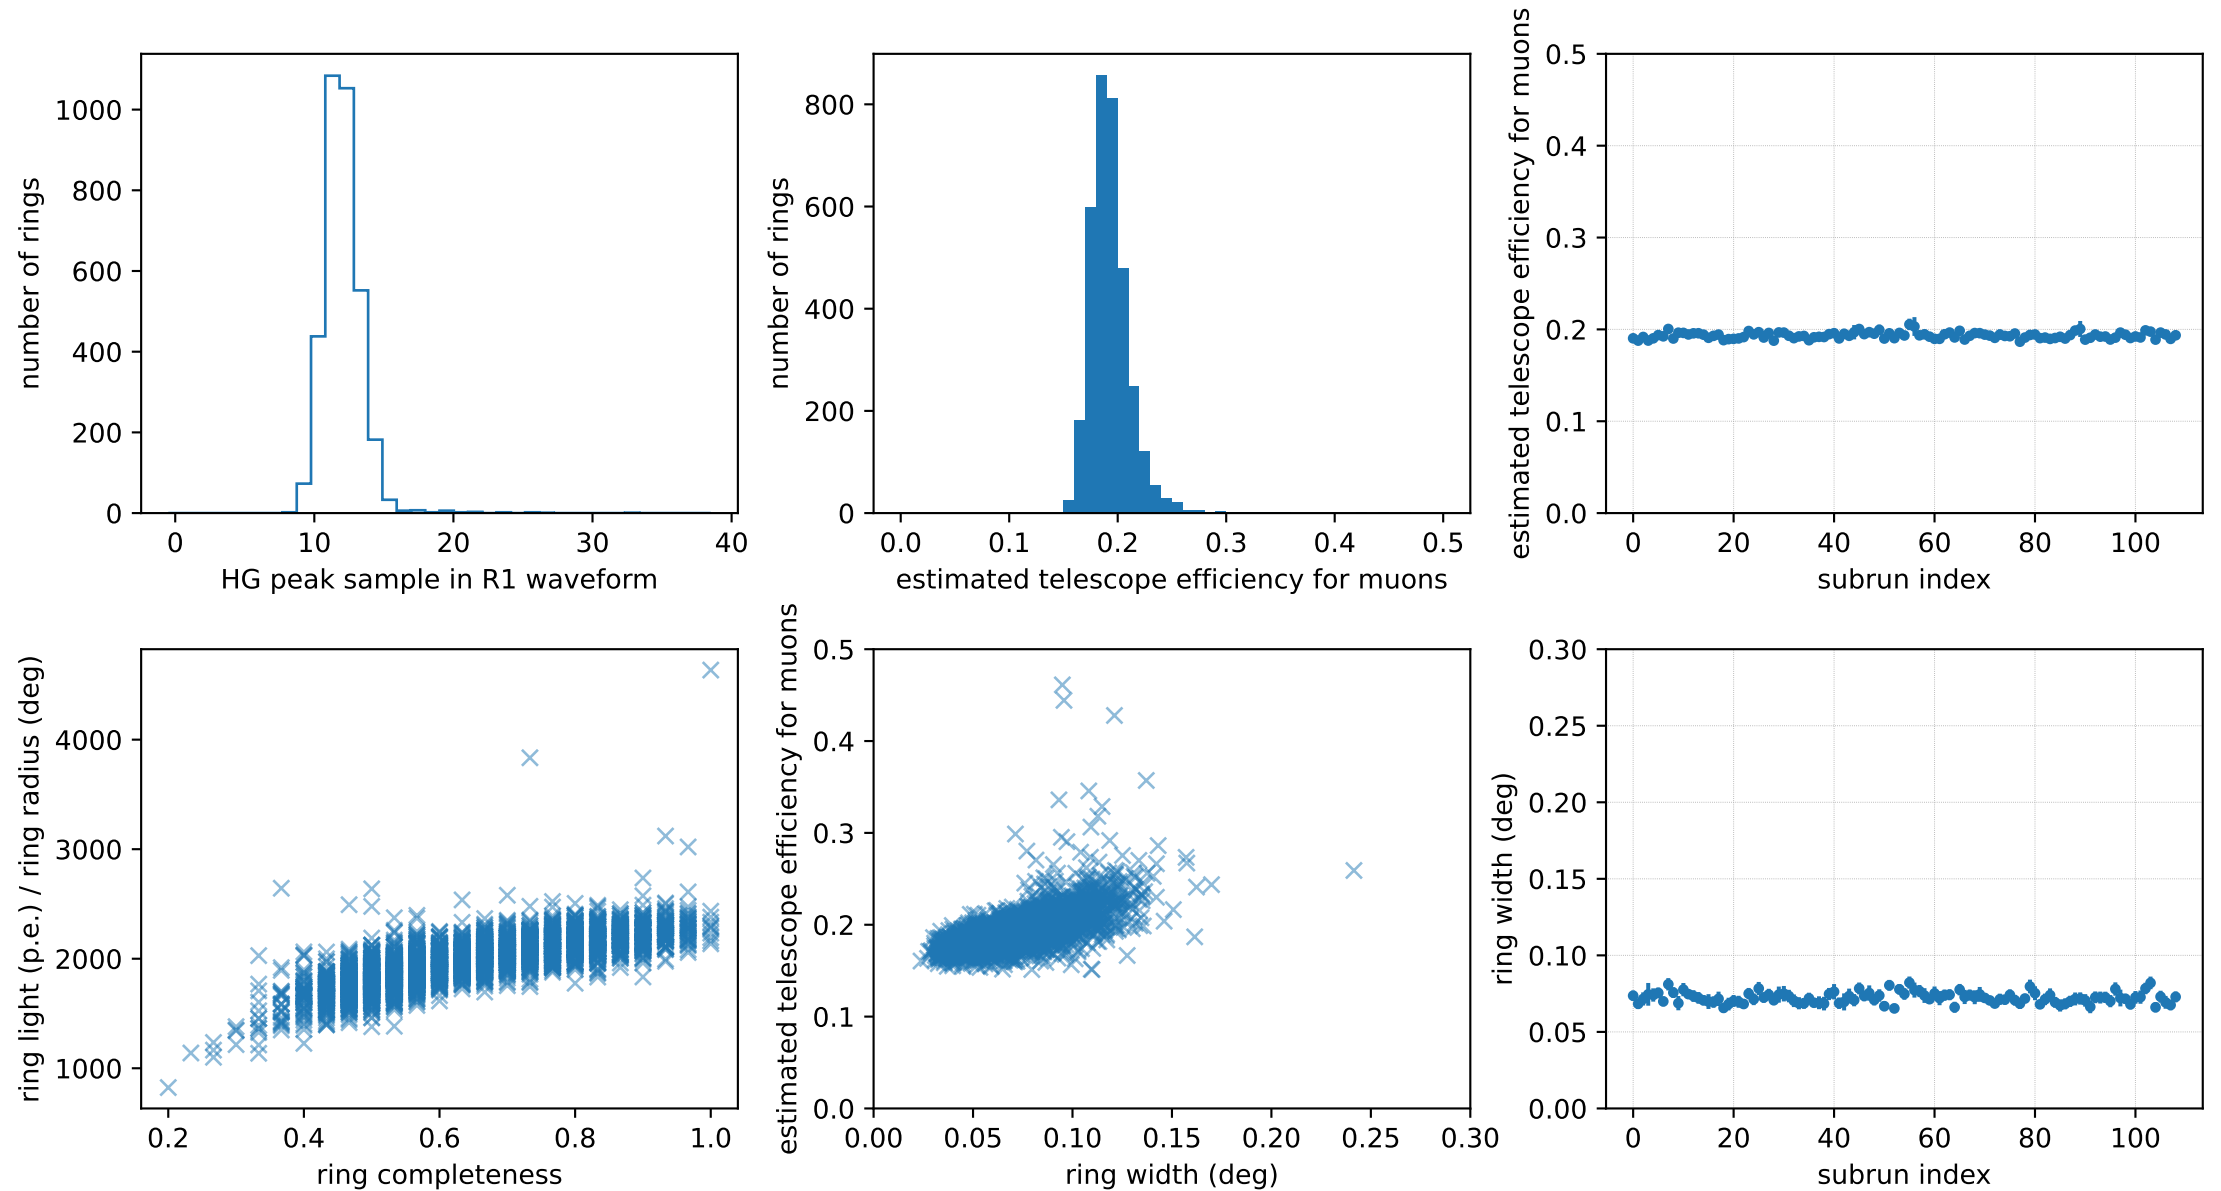 number of rings
1000
800
600
400
200
0
0 10 20 30 40
HG peak sample in R1 waveform
number of rings
800
600
400
200
0
0.0 0.1 0.2 0.3 0.4 0.5
estimated telescope efficiency for muons
estimated telescope efficiency for muons
0.5
0.4
0.3
0.2
0.1
0.0
0 20 40 60 80 100
subrun index
ring light (p.e.) / ring radius (deg)
4000
3000
2000
1000
0.2 0.4 0.6 0.8 1.0
ring completeness
estimated telescope efficiency for muons
0.5
0.4
0.3
0.2
0.1
0.0
0.00 0.05 0.10 0.15 0.20 0.25 0.30
ring width (deg)
ring width (deg)
0.30
0.25
0.20
0.15
0.10
0.05
0.00
0 20 40 60 80 100
subrun index